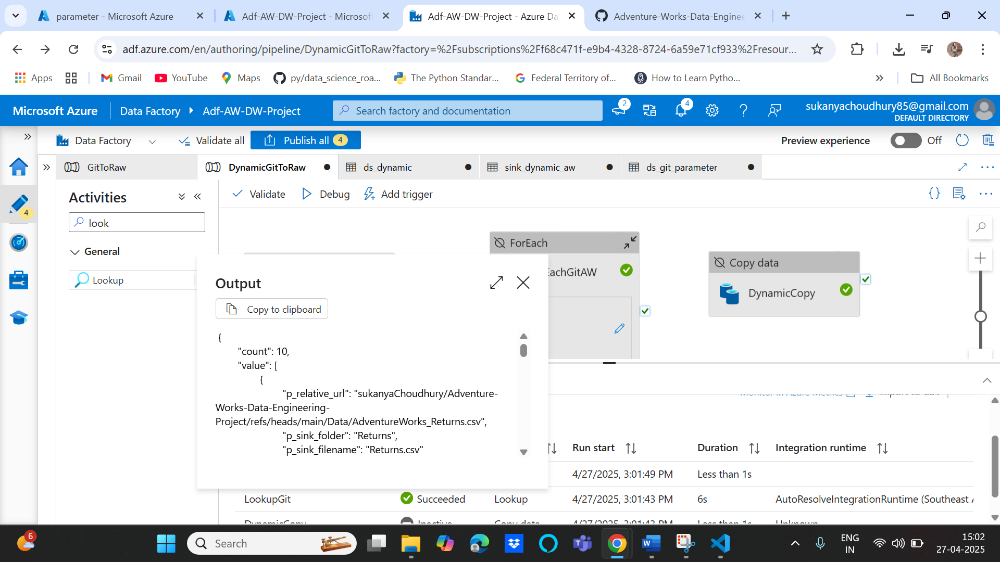 parameter - Microsoft Azure
Adf-AW-DW-Project - Microsoft
Adf-AW-DW-Project - Azure Da
Adventure-Works-Data-Enginee
adf.azure.com/en/authoring/pipeline/DynamicGitToRaw?factory=%2Fsubscriptions%2Ff68c471f-e9b4-4328-8724-6a59e71cf933%2Fresour...
Apps
Gmail
YouTube
Maps
py/data_science_roa...
The Python Standar...
Federal Territory of...
How to Learn Pytho...
All Bookmarks
Microsoft Azure
Data Factory
Adf-AW-DW-Project
Search factory and documentation
2
4
sukanyachoudhury85@gmail.com
DEFAULT DIRECTORY
Data Factory
Validate all
Publish all 4
Preview experience
Off
GitToRaw
DynamicGitToRaw
ds_dynamic
sink_dynamic_aw
ds_git_parameter
4
Activities
look
General
Lookup
Validate
Debug
Add trigger
ForEach
EachGitAW
Copy data
DynamicCopy
Output
Copy to clipboard
{
"count": 10,
"value": [
{
"p_relative_url": "sukanyaChoudhury/Adventure-
Works-Data-Engineering-
Project/refs/heads/main/Data/AdventureWorks_Returns.csv",
"p_sink_folder": "Returns",
"p_sink_filename": "Returns.csv"
Run start
Duration
Integration runtime
4/27/2025, 3:01:49 PM
Less than 1s
LookupGit
Succeeded
Lookup
4/27/2025, 3:01:43 PM
6s
AutoResolveIntegrationRuntime (Southeast A
DynamicCopy
Inactive
Copy data
4/27/2025, 3:01:43 PM
Less than 1s
Unknown
6
Search
ENG
IN
15:02
27-04-2025